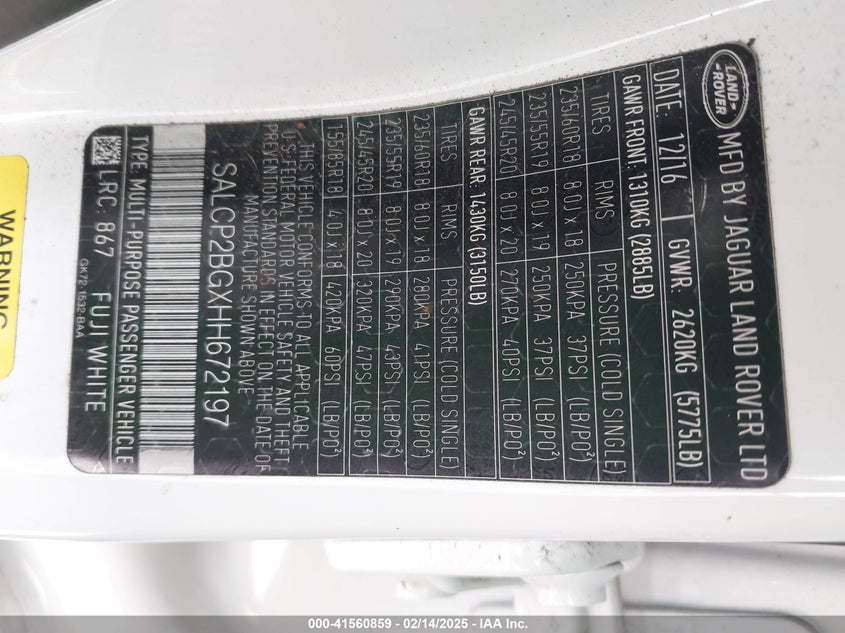 LAND
ROVER
MFD BY JAGUAR LAND ROVER LTD
DATE: 12/16 GVWR: 2620KG (5775LB)
GAWR FRONT: 1310KG (2885LB)
TIRES RIMS PRESSURE (COLD SINGLE)
235/60R18 8.0J x 18 250KPA 37PSI (LB/PO²)
235/55R19 8.0J x 19 250KPA 37PSI (LB/PO²)
245/45R20 8.0J x 20 270KPA 40PSI (LB/PO²)
GAWR REAR: 1430KG (3150LB)
TIRES RIMS PRESSURE (COLD SINGLE)
235/60R18 8.0J x 18 280KPA 41PSI (LB/PO²)
235/55R19 8.0J x 19 290KPA 43PSI (LB/PO²)
245/45R20 8.0J x 20 320KPA 47PSI (LB/PO²)
155/85R18 4.0J x 18 420KPA 60PSI (LB/PO²)
THIS VEHICLE CONFORMS TO ALL APPLICABLE
U.S. FEDERAL MOTOR VEHICLE SAFETY AND THEFT
PREVENTION STANDARDS IN EFFECT ON THE DATE OF
MANUFACTURE SHOWN ABOVE
SALCP2BGXHH672197
TYPE: MULTI-PURPOSE PASSENGER VEHICLE
LRC: 867 FUJI WHITE
GK72-1532-BAA
WARNING
000-41560859 - 02/14/2025 - IAA Inc.